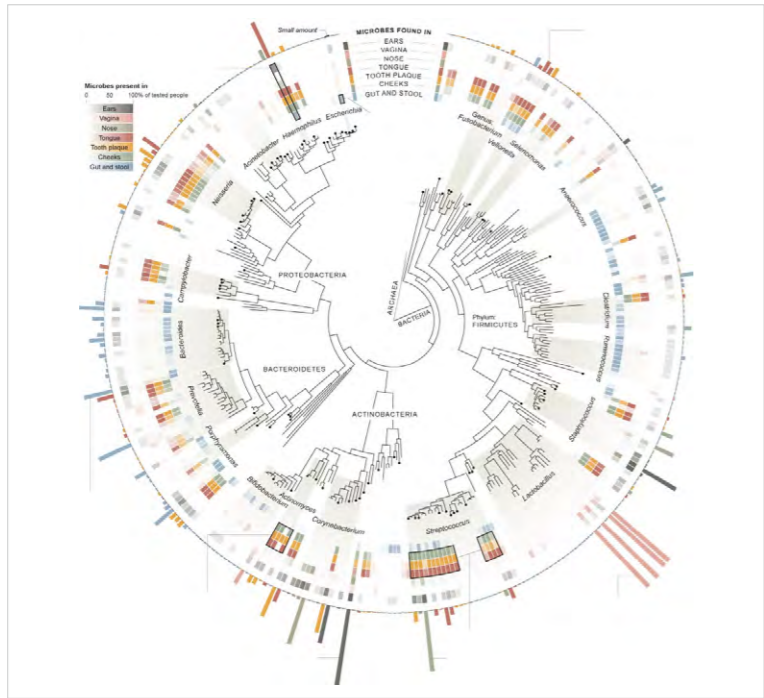 Small amount
MICROBES FOUND IN
EARS
VAGINA
NOSE
TONGUE
TOOTH PLAQUE
CHEEKS
GUT AND STOOL
Microbes present in
0 50 100% of tested people
Ears
Vagina
Nose
Tongue
Tooth plaque
Cheeks
Gut and stool
Acinetobacter
Haemophilus
Escherichia
Genus:
Fusobacterium
Veillonella
Selenomonas
Anaerococcus
Neisseria
PROTEOBACTERIA
Campylobacter
ARCHAEA
BACTERIA
Phylum:
FIRMICUTES
Clostridium
Ruminococcus
Bacteroides
BACTEROIDETES
Prevotella
Porphyromonas
ACTINOBACTERIA
Staphylococcus
Lactobacillus
Bifidobacterium
Actinomyces
Corynebacterium
Streptococcus